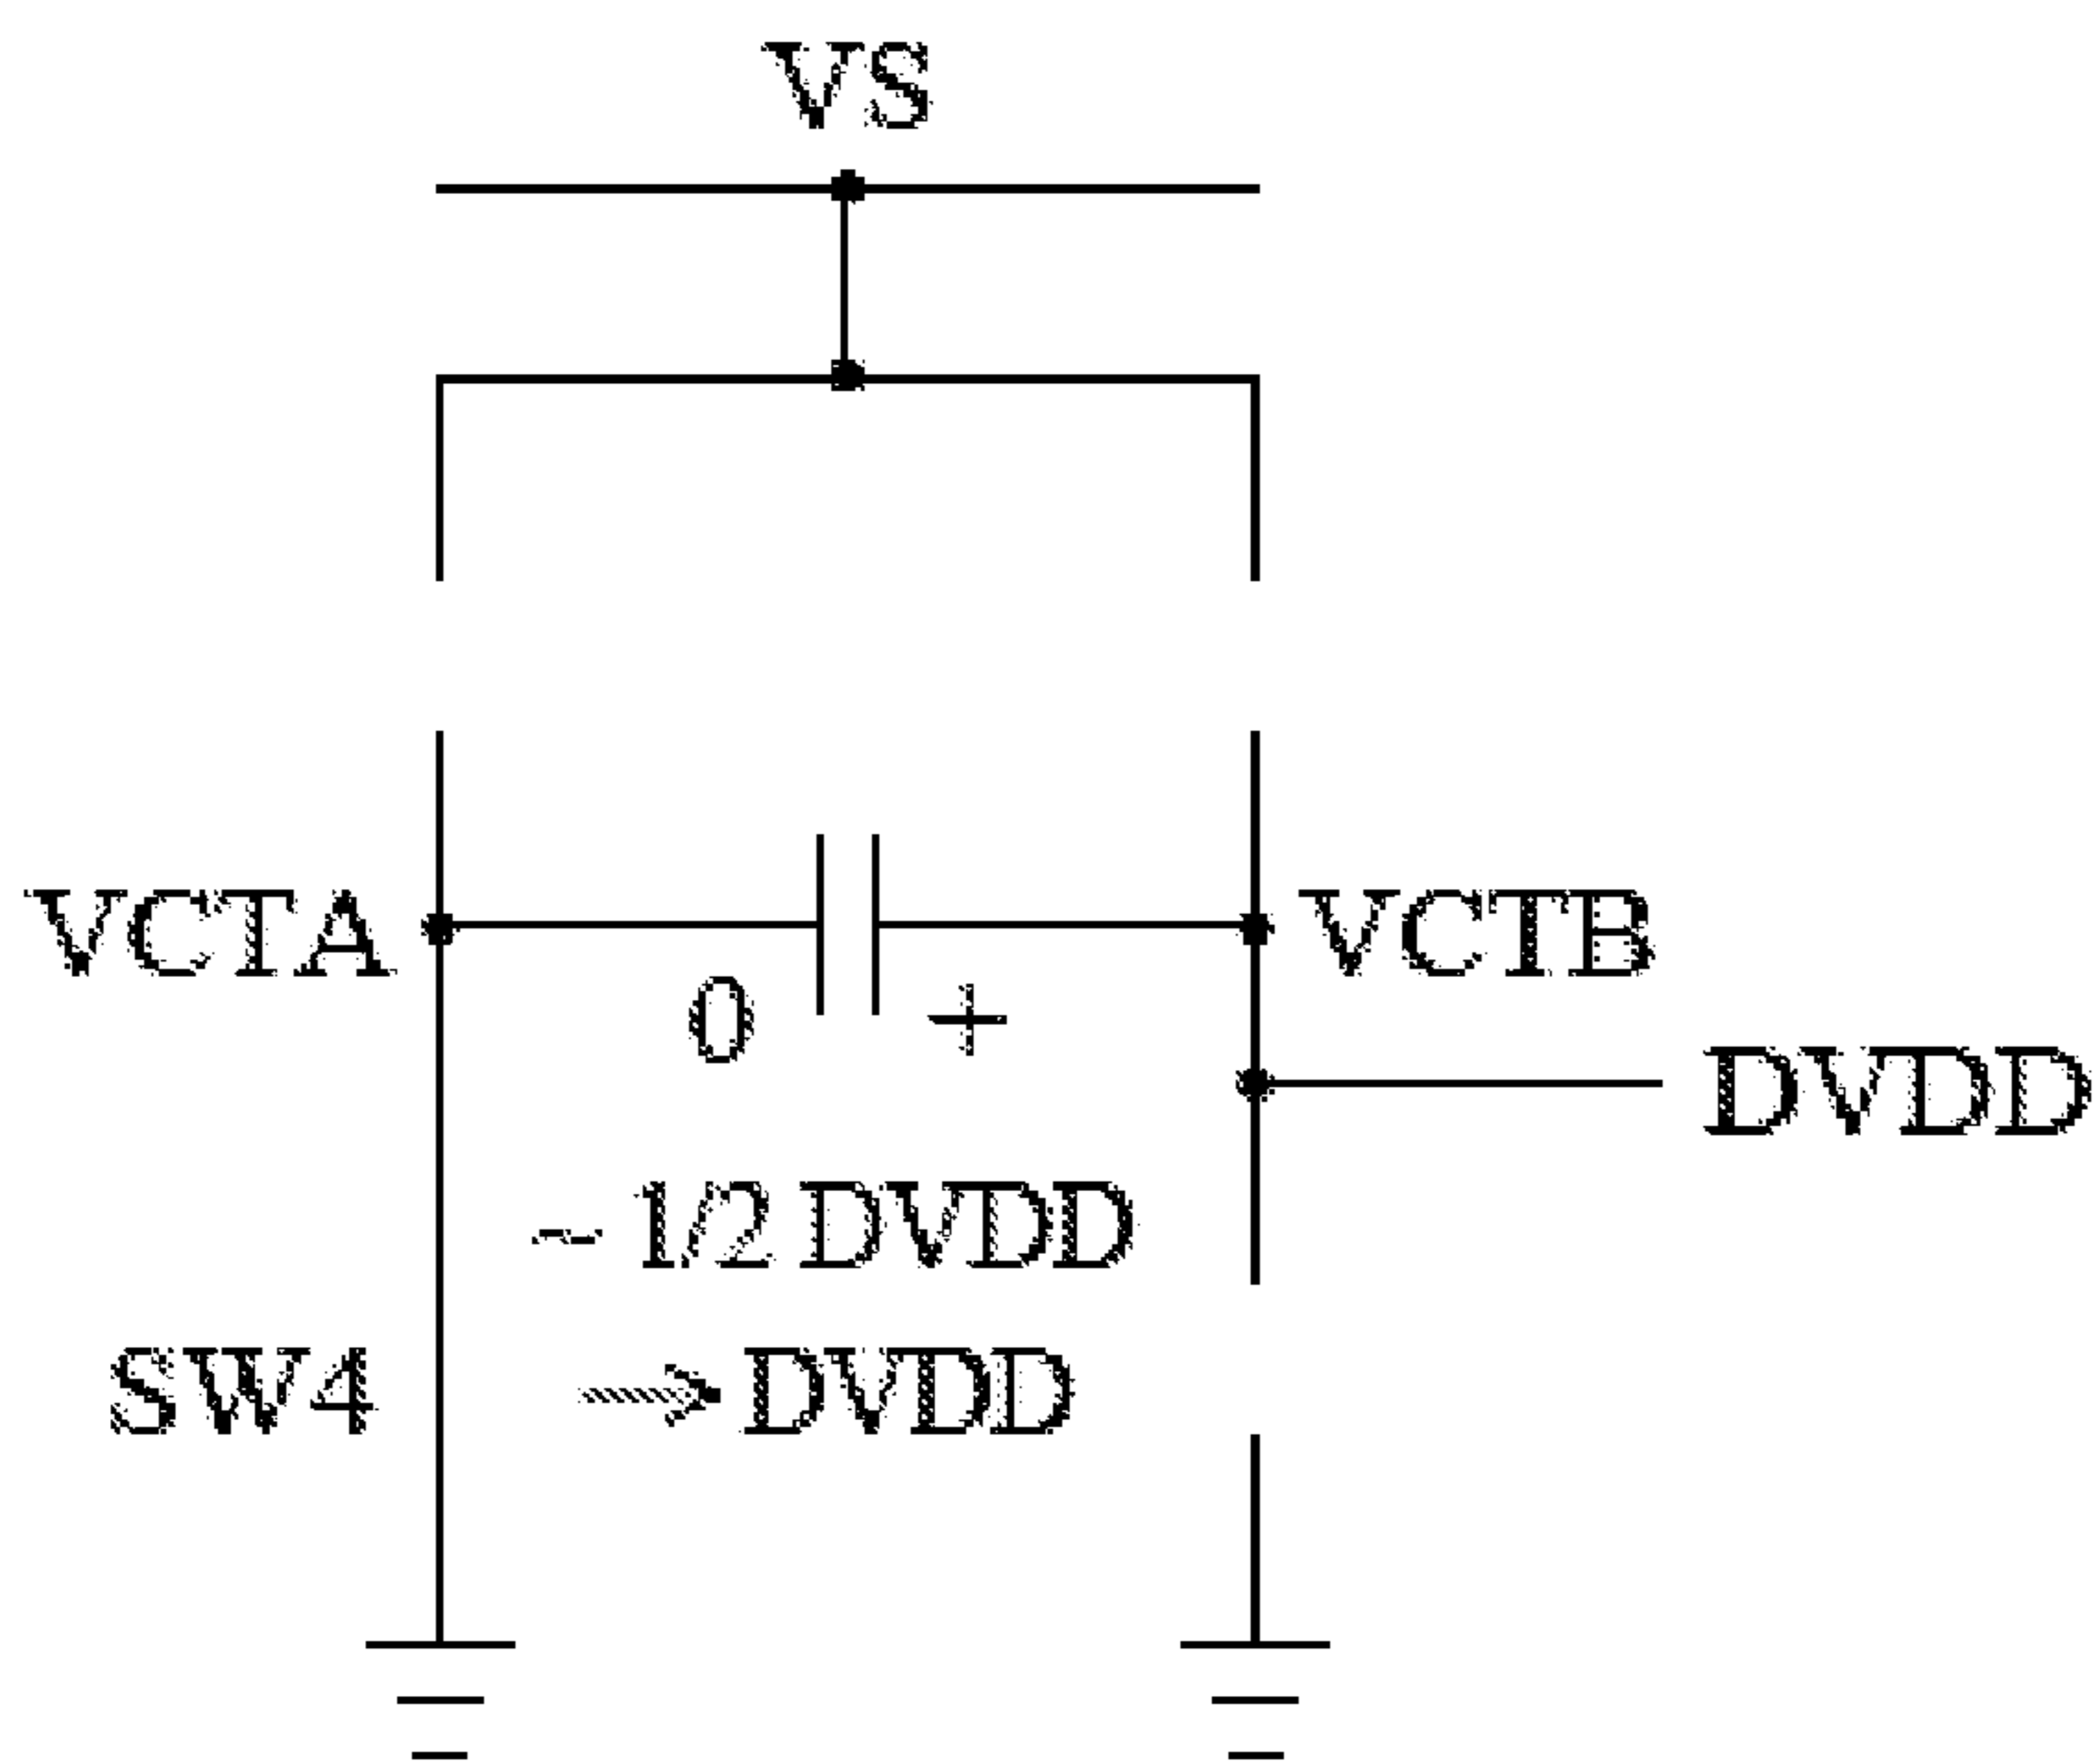 VS
VCTA
VCTB
0 +
DVDD
~ 1/2 DVDD
SW4
⇒ DVDD